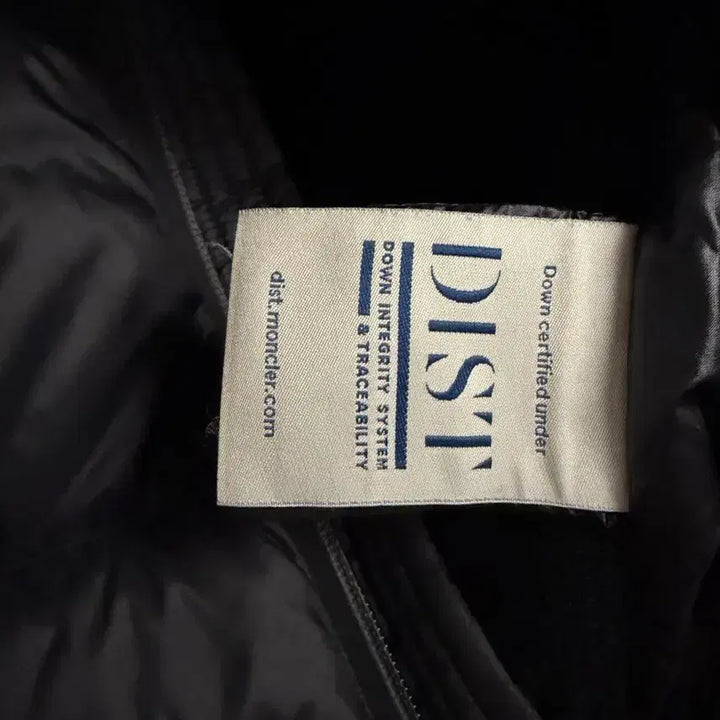 Down certified under
DIST
DOWN INTEGRITY SYSTEM
& TRACEABILITY
dist.moncler.com